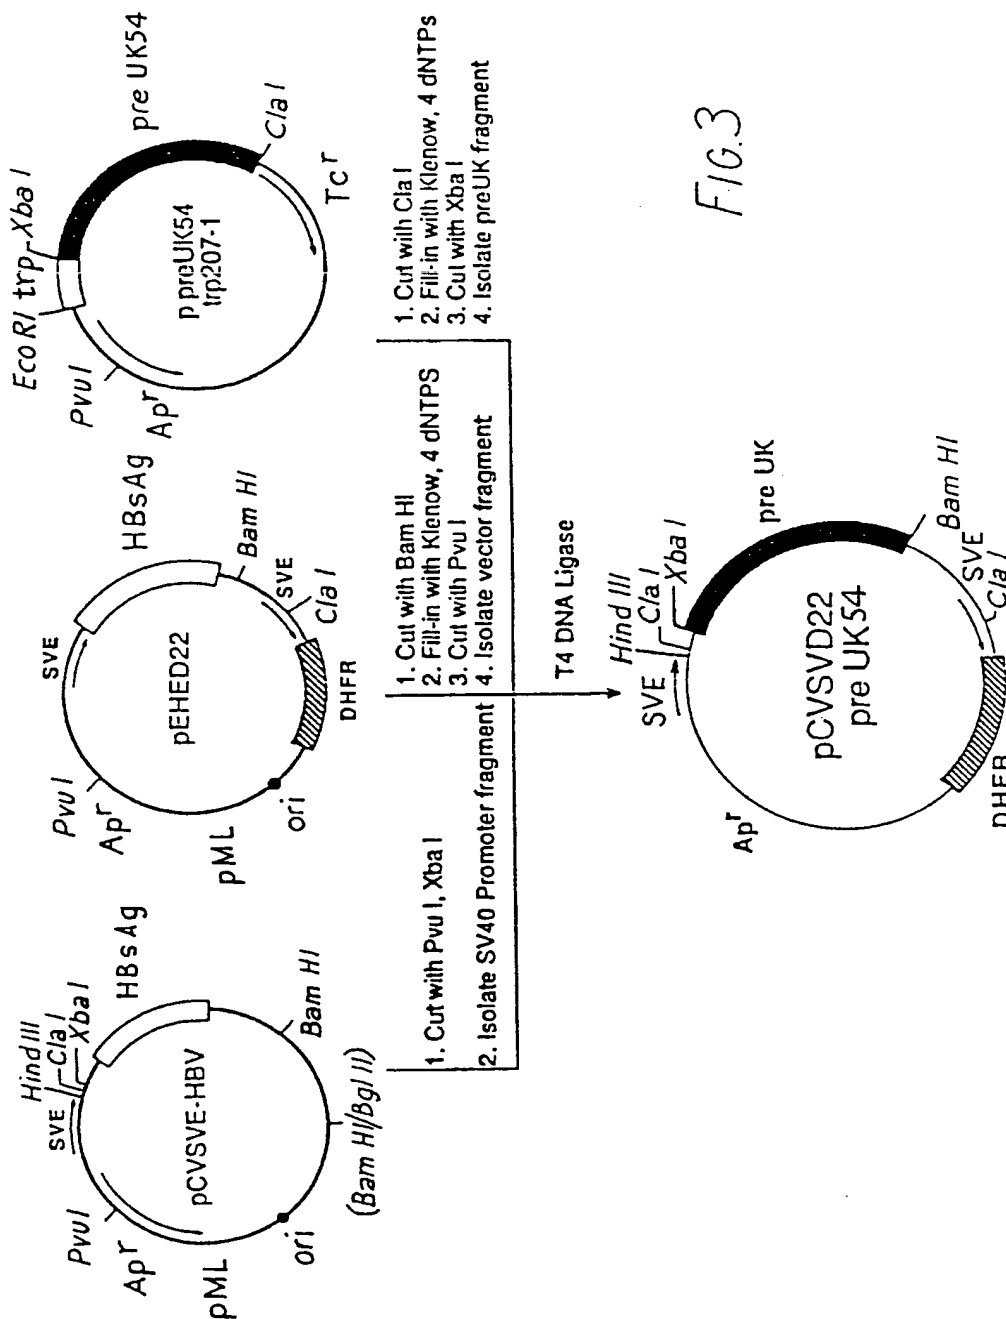 Hind III
Cla I
Xba I
SVE
HBsAg
Pvu I
Apr
pCVSVE-HBV
pML
ori
Bam HI
(Bam HI/Bgl II)
SVE
HBsAg
Pvu I
Apr
pEHED22
Bam HI
SVE
Cla I
pML
ori
DHFR
EcoRI
trp
Xba I
pre UK54
Pvu I
Apr
p preUK54
trp207-1
Cla I
Tcr
1. Cut with Pvu I, Xba I
2. Isolate SV40 Promoter fragment
1. Cut with Bam HI
2. Fill-in with Klenow, 4 dNTPS
3. Cut with Pvu I
4. Isolate vector fragment
1. Cut with Cla I
2. Fill-in with Klenow, 4 dNTPs
3. Cut with Xba I
4. Isolate preUK fragment
T4 DNA Ligase
Hind III
Cla I
Xba I
SVE
pre UK
Apr
pCVSVD22
pre UK54
Bam HI
SVE
Cla I
DHFR
FIG.3